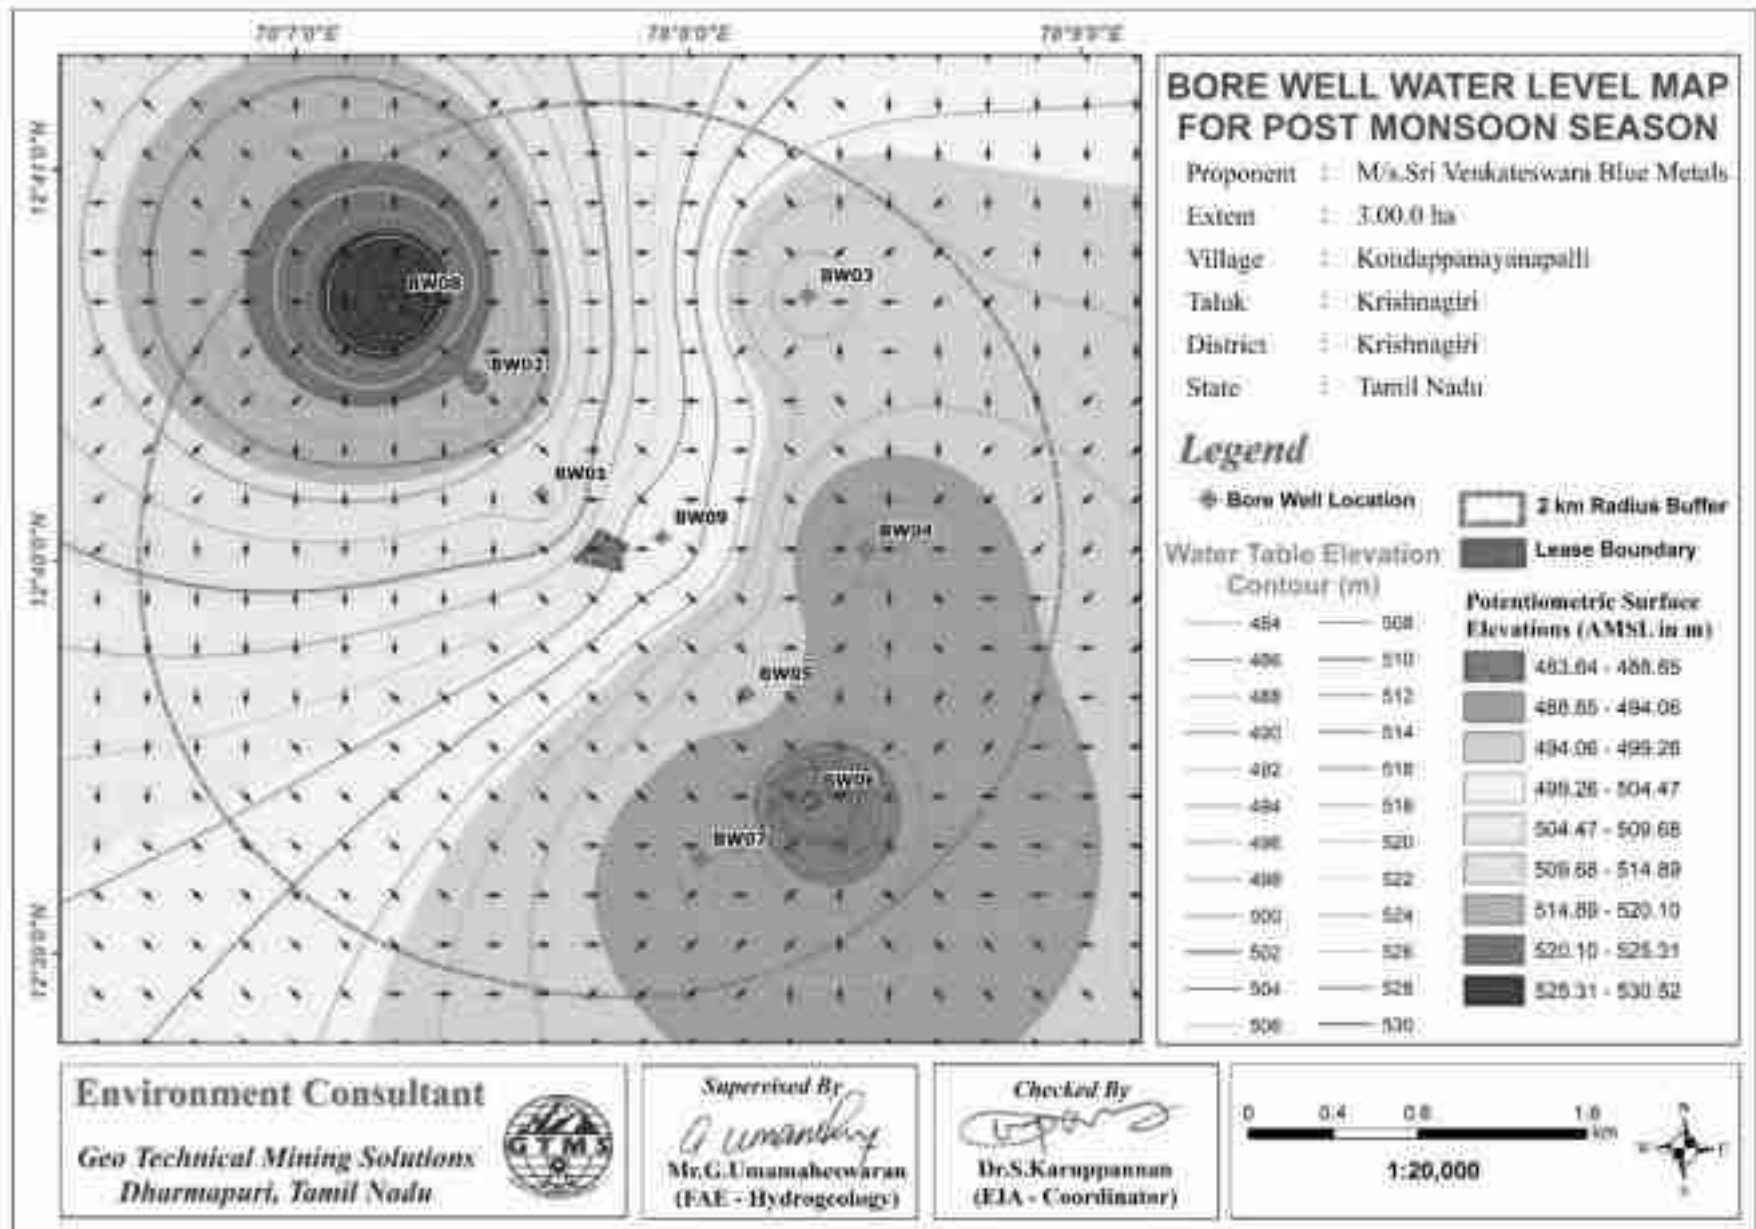 78°7'0"E 78°8'0"E 78°9'0"E
12°41'0"N
12°40'0"N
12°39'0"N
BW08
BW02
BW03
BW01
BW09
BW04
BW05
BW06
BW07
BORE WELL WATER LEVEL MAP
FOR POST MONSOON SEASON
Proponent : M/s.Sri Venkateswara Blue Metals
Extent : 3.00.0 ha
Village : Kondappanayanapalli
Taluk : Krishnagiri
District : Krishnagiri
State : Tamil Nadu
Legend
Bore Well Location
2 km Radius Buffer
Lease Boundary
Water Table Elevation
Contour (m)
484 508
486 510
488 512
490 514
492 516
494 518
496 520
498 522
500 524
502 526
504 528
506 530
Potentiometric Surface
Elevations (AMSL in m)
483.64 - 488.85
488.85 - 494.06
494.06 - 499.26
499.26 - 504.47
504.47 - 509.68
509.68 - 514.89
514.89 - 520.10
520.10 - 525.31
525.31 - 530.52
Environment Consultant
Geo Technical Mining Solutions
Dharmapuri, Tamil Nadu
GTMS
Supervised By
Mr.G.Umamaheswaran
(FAE - Hydrogeology)
Checked By
Dr.S.Karuppannan
(EIA - Coordinator)
0 0.4 0.8 1.6
km
1:20,000
N
W E
S